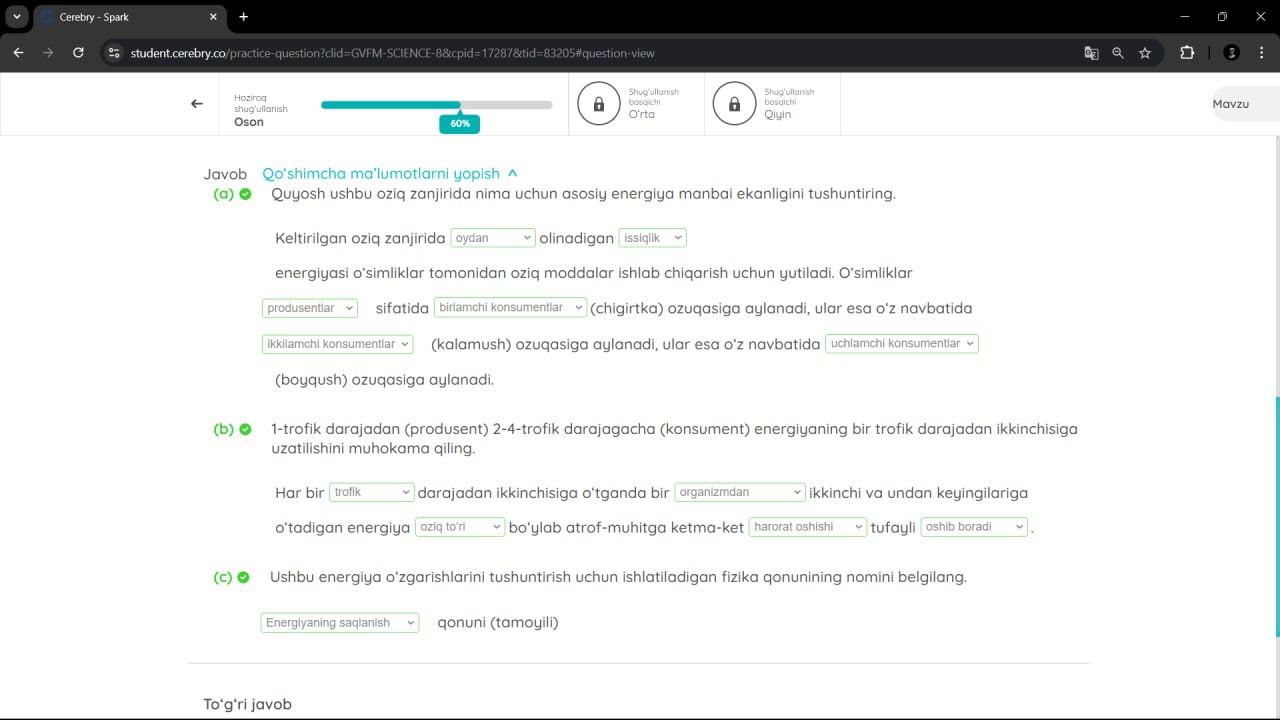 Cerebry - Spark
student.cerebry.co/practice-question?clid=GVFM-SCIENCE-8&cpid=17287&tid=83205#question-view
Hoziroq
shug‘ullanish
Oson
60%
Shug‘ullanish
bosqichi
O‘rta
Shug‘ullanish
bosqichi
Qiyin
Mavzu
Javob Qo‘shimcha ma’lumotlarni yopish
(a) Quyosh ushbu oziq zanjirida nima uchun asosiy energiya manbai ekanligini tushuntiring.
Keltirilgan oziq zanjirida oydan olinadigan issiqlik
energiyasi o‘simliklar tomonidan oziq moddalar ishlab chiqarish uchun yutiladi. O‘simliklar
produsentlar sifatida birlamchi konsumentlar (chigirtka) ozuqasiga aylanadi, ular esa o‘z navbatida
ikkilamchi konsumentlar (kalamush) ozuqasiga aylanadi, ular esa o‘z navbatida uchlamchi konsumentlar
(boyqush) ozuqasiga aylanadi.
(b) 1-trofik darajadan (produsent) 2-4-trofik darajagacha (konsument) energiyaning bir trofik darajadan ikkinchisiga
uzatilishini muhokama qiling.
Har bir trofik darajadan ikkinchisiga o‘tganda bir organizmdan ikkinchi va undan keyingilariga
o‘tadigan energiya oziq to‘ri bo‘ylab atrof-muhitga ketma-ket harorat oshishi tufayli oshib boradi .
(c) Ushbu energiya o‘zgarishlarini tushuntirish uchun ishlatiladigan fizika qonunining nomini belgilang.
Energiyaning saqlanish qonuni (tamoyili)
To‘g‘ri javob